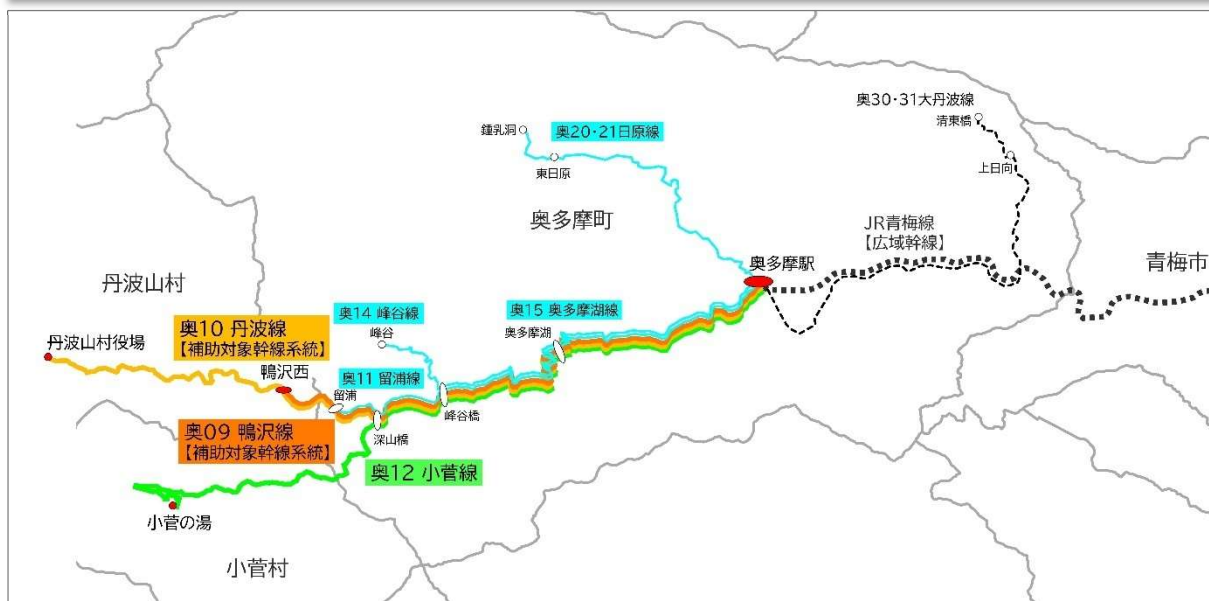 奥30・31大丹波線
清東橋
上日向
鍾乳洞
奥20・21日原線
東日原
奥多摩町
JR青梅線
【広域幹線】
奥多摩駅
青梅市
丹波山村
丹波山村役場
奥10 丹波線
【補助対象幹線系統】
奥14 峰谷線
峰谷
奥15 奥多摩湖線
奥多摩湖
鴨沢西
奥11 留浦線
留浦
峰谷橋
深山橋
奥09 鴨沢線
【補助対象幹線系統】
奥12 小菅線
小菅の湯
小菅村